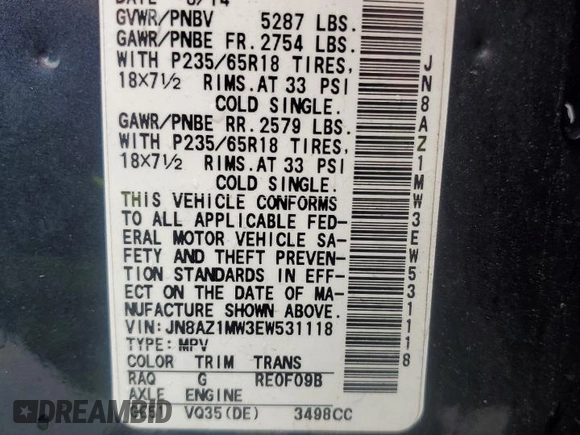 GVWR/PNBV 5287 LBS.
GAWR/PNBE FR. 2754 LBS.
WITH P235/65R18 TIRES,
18X7½ RIMS. AT 33 PSI
COLD SINGLE.
GAWR/PNBE RR. 2579 LBS.
WITH P235/65R18 TIRES,
18X7½ RIMS. AT 33 PSI
COLD SINGLE.
THIS VEHICLE CONFORMS
TO ALL APPLICABLE FED-
ERAL MOTOR VEHICLE SA-
FETY AND THEFT PREVEN-
TION STANDARDS IN EFF-
ECT ON THE DATE OF MA-
NUFACTURE SHOWN ABOVE.
VIN: JN8AZ1MW3EW531118
TYPE: MPV
COLOR TRIM TRANS
RAQ G RE0F09B
AXLE ENGINE
VQ35(DE) 3498CC
JN8AZ1MW3EW531118
DREAMBID